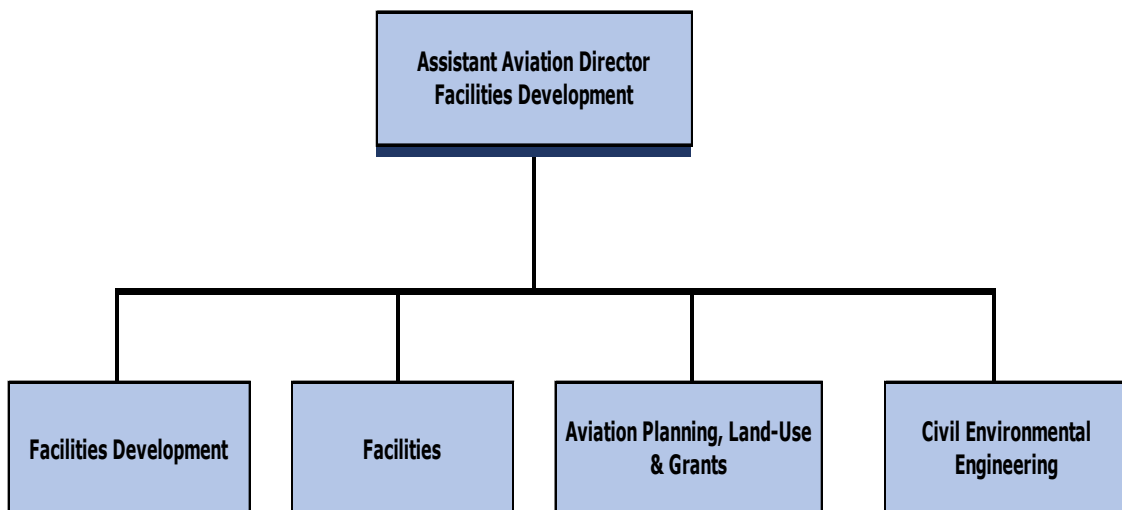 Assistant Aviation Director
Facilities Development
Facilities Development
Facilities
Aviation Planning, Land-Use
& Grants
Civil Environmental
Engineering